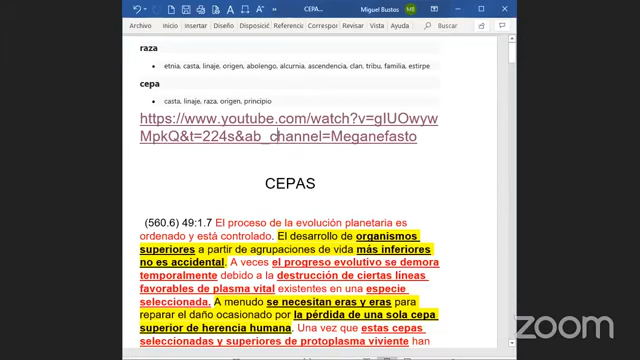 CEPA...
Miguel Bustos MB
Archivo Inicio Insertar Dibujar Diseño Disposici Referencia Correspor Revisar Vista Ayuda
raza
• etnia, casta, linaje, origen, abolengo, alcurnia, ascendencia, clan, tribu, familia, estirpe
cepa
• casta, linaje, raza, origen, principio
https://www.youtube.com/watch?v=gIUOwyw
MpkQ&t=224s&ab_channel=Meganefasto
CEPAS
(560.6) 49:1.7 El proceso de la evolución planetaria es
ordenado y está controlado. El desarrollo de organismos
superiores a partir de agrupaciones de vida más inferiores
no es accidental. A veces el progreso evolutivo se demora
temporalmente debido a la destrucción de ciertas líneas
favorables de plasma vital existentes en una especie
seleccionada. A menudo se necesitan eras y eras para
reparar el daño ocasionado por la pérdida de una sola cepa
superior de herencia humana. Una vez que estas cepas
seleccionadas y superiores de protoplasma viviente han
zoom